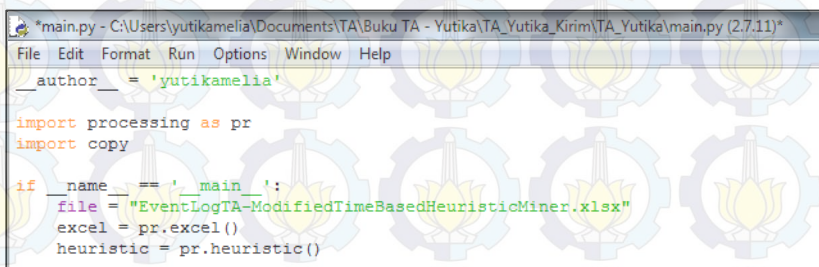 *main.py - C:\Users\yutikamelia\Documents\TA\Buku TA - Yutika\TA_Yutika_Kirim\TA_Yutika\main.py (2.7.11)*
File Edit Format Run Options Window Help
__author__ = 'yutikamelia'
import processing as pr
import copy
if __name__ == '__main__':
    file = "EventLogTA-ModifiedTimeBasedHeuristicMiner.xlsx"
    excel = pr.excel()
    heuristic = pr.heuristic()